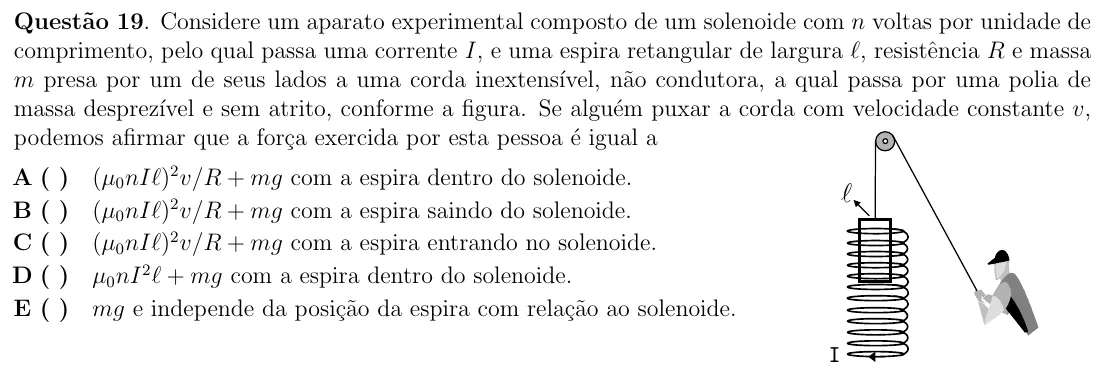 Questão 19. Considere um aparato experimental composto de um solenoide com n voltas por unidade de
comprimento, pelo qual passa uma corrente I, e uma espira retangular de largura ℓ, resistência R e massa
m presa por um de seus lados a uma corda inextensível, não condutora, a qual passa por uma polia de
massa desprezível e sem atrito, conforme a figura. Se alguém puxar a corda com velocidade constante v,
podemos afirmar que a força exercida por esta pessoa é igual a
A ( ) (μ₀nIℓ)²v/R + mg com a espira dentro do solenoide.
B ( ) (μ₀nIℓ)²v/R + mg com a espira saindo do solenoide.
C ( ) (μ₀nIℓ)²v/R + mg com a espira entrando no solenoide.
D ( ) μ₀nI²ℓ + mg com a espira dentro do solenoide.
E ( ) mg e independe da posição da espira com relação ao solenoide.
ℓ
I